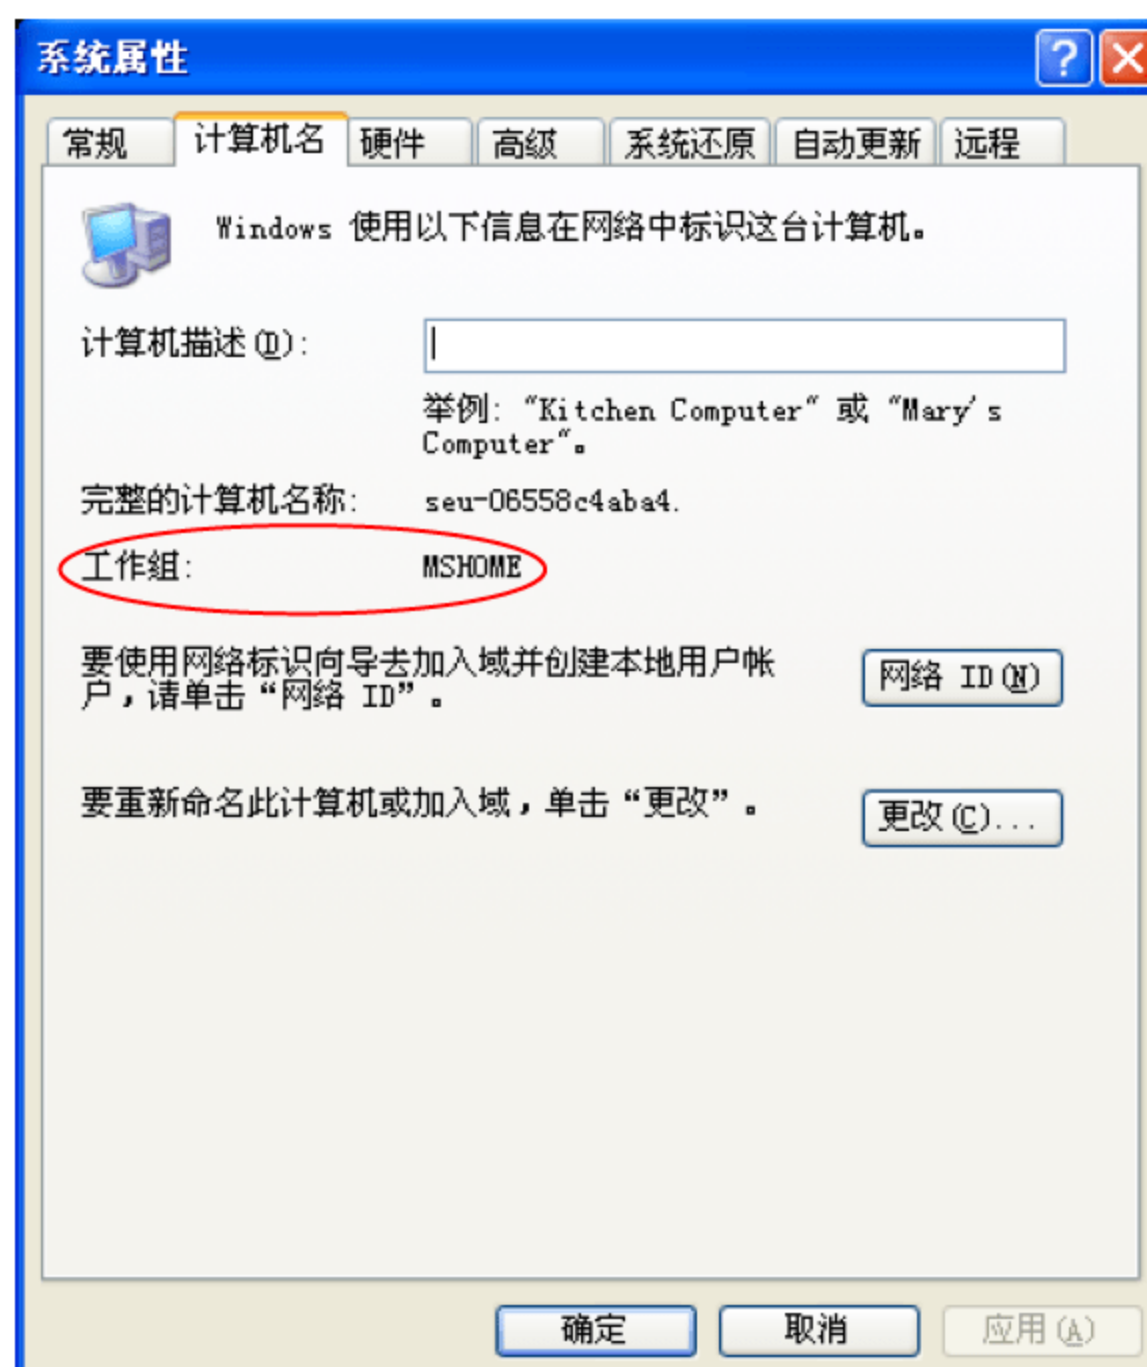 系统属性
常规 计算机名 硬件 高级 系统还原 自动更新 远程
Windows 使用以下信息在网络中标识这台计算机。
计算机描述(D):
举例: "Kitchen Computer" 或 "Mary's
Computer"。
完整的计算机名称: seu-06558c4aba4.
工作组: MSHOME
要使用网络标识向导去加入域并创建本地用户帐
户，请单击“网络 ID”。
网络 ID(N)
要重新命名此计算机或加入域，单击“更改”。
更改(C)...
确定 取消 应用(A)